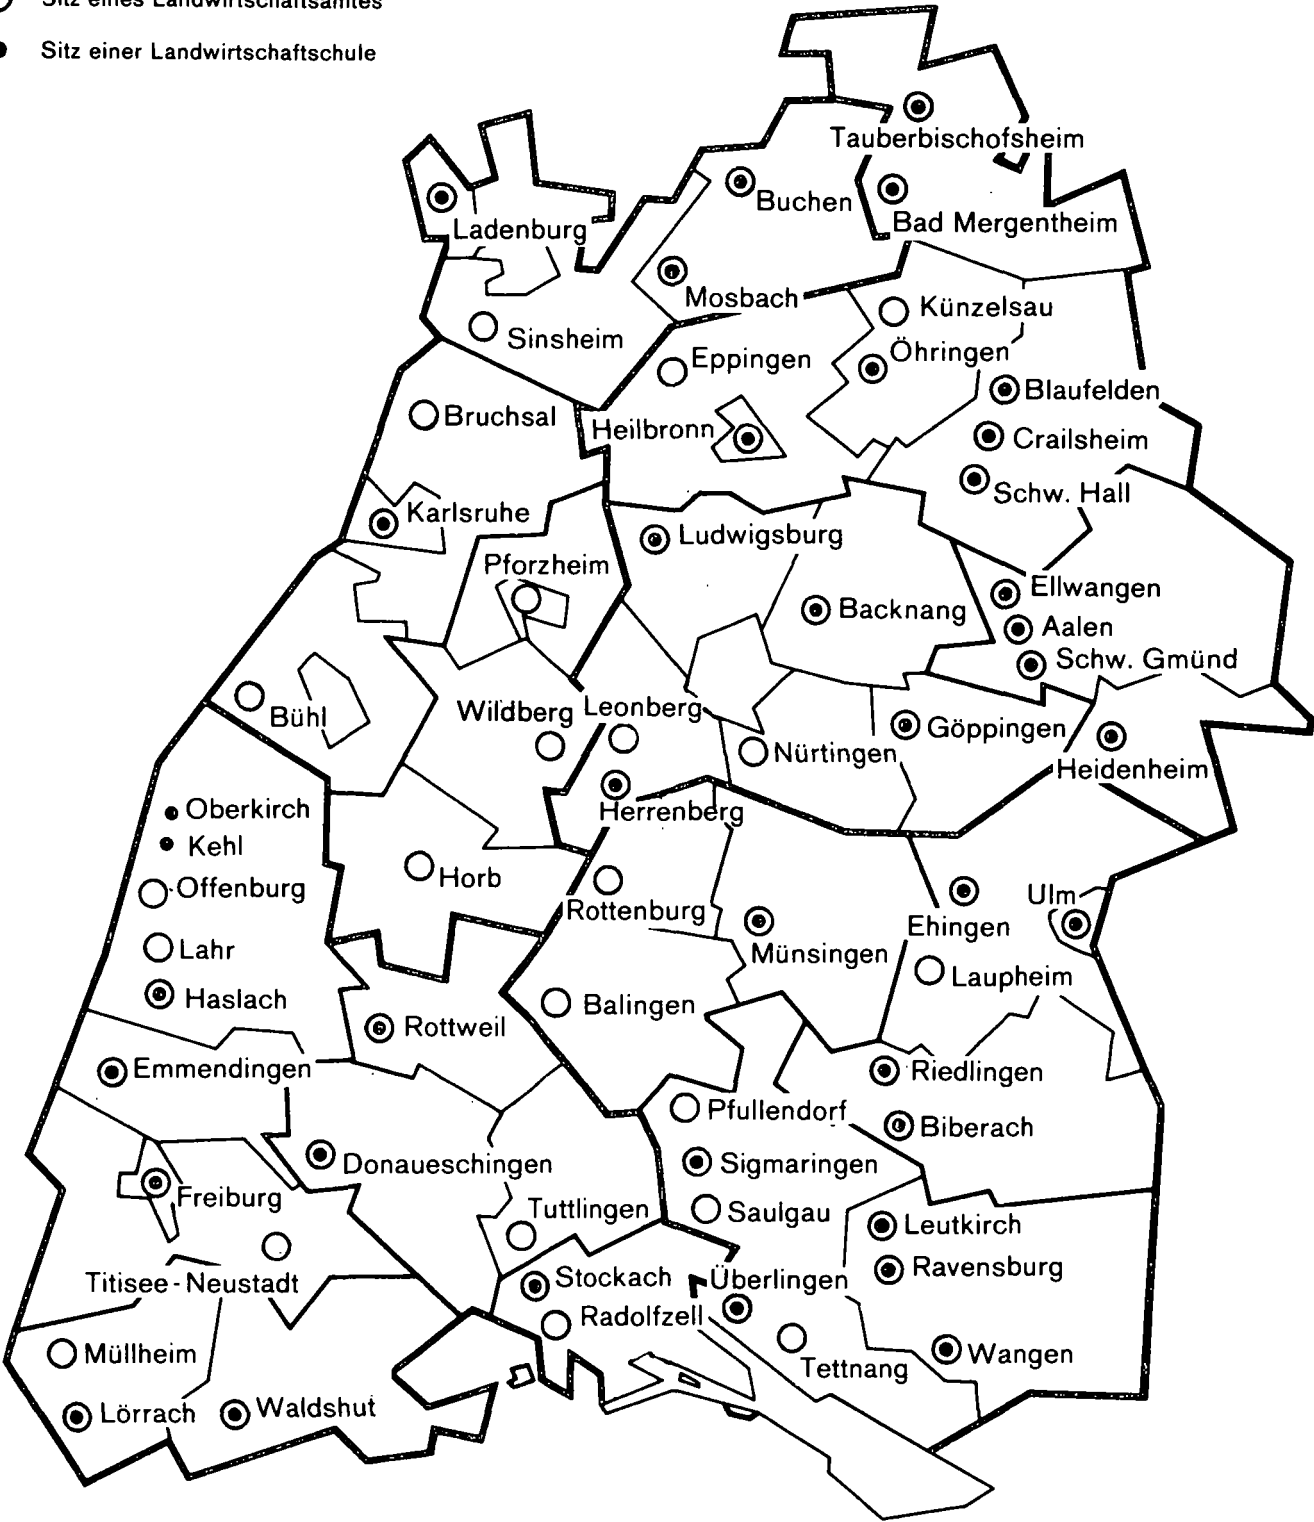 Sitz eines Landwirtschaftsamtes
Sitz einer Landwirtschaftschule
Tauberbischofsheim
Buchen
Bad Mergentheim
Ladenburg
Mosbach
Künzelsau
Sinsheim
Öhringen
Eppingen
Blaufelden
Bruchsal
Heilbronn
Crailsheim
Schw. Hall
Karlsruhe
Ludwigsburg
Pforzheim
Ellwangen
Backnang
Aalen
Schw. Gmünd
Bühl
Wildberg
Leonberg
Göppingen
Nürtingen
Heidenheim
Oberkirch
Herrenberg
Kehl
Horb
Offenburg
Ulm
Rottenburg
Ehingen
Lahr
Münsingen
Laupheim
Haslach
Balingen
Rottweil
Emmendingen
Riedlingen
Pfullendorf
Biberach
Donaueschingen
Sigmaringen
Freiburg
Tuttlingen
Saulgau
Leutkirch
Titisee-Neustadt
Stockach
Überlingen
Ravensburg
Radolfzell
Müllheim
Tettnang
Wangen
Lörrach
Waldshut